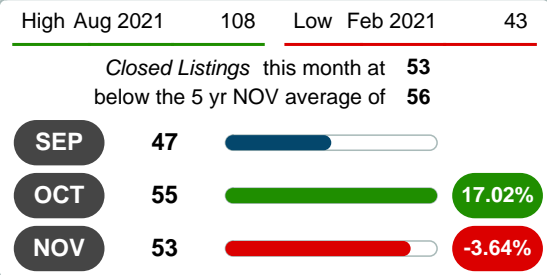 High Aug 2021 108 Low Feb 2021 43
Closed Listings this month at 53
below the 5 yr NOV average of 56
SEP 47
OCT 55 17.02%
NOV 53 -3.64%